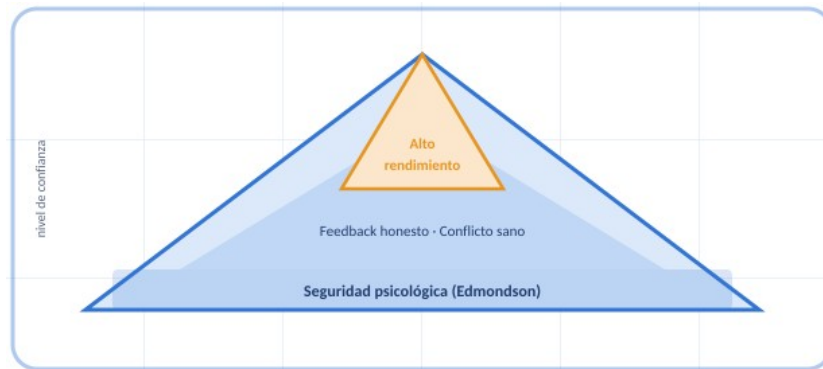 nivel de confianza
Alto
rendimiento
Feedback honesto · Conflicto sano
Seguridad psicológica (Edmondson)